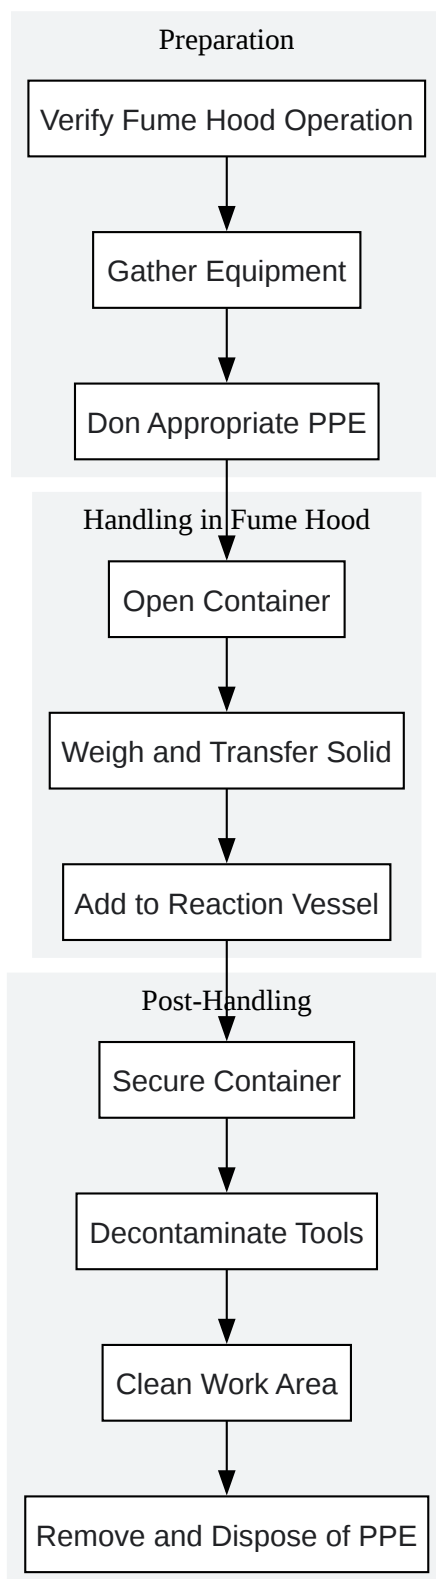 Preparation
Verify Fume Hood Operation
Gather Equipment
Don Appropriate PPE
Handling in Fume Hood
Open Container
Weigh and Transfer Solid
Add to Reaction Vessel
Post-Handling
Secure Container
Decontaminate Tools
Clean Work Area
Remove and Dispose of PPE